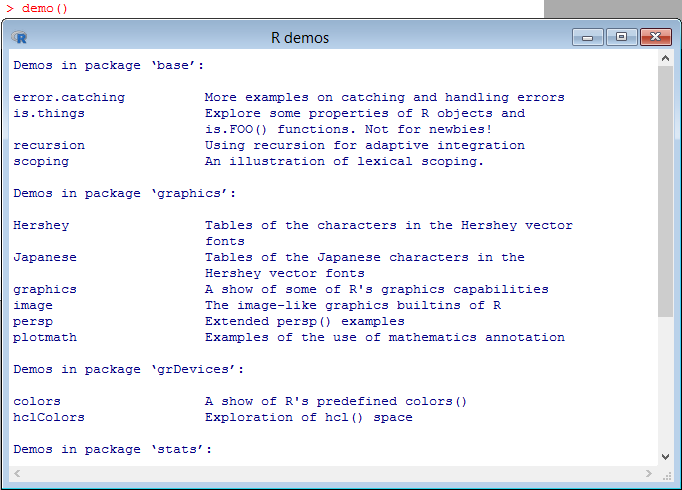 > demo()
R R demos
Demos in package ‘base’:
error.catching More examples on catching and handling errors
is.things Explore some properties of R objects and
is.FOO() functions. Not for newbies!
recursion Using recursion for adaptive integration
scoping An illustration of lexical scoping.
Demos in package ‘graphics’:
Hershey Tables of the characters in the Hershey vector
fonts
Japanese Tables of the Japanese characters in the
Hershey vector fonts
graphics A show of some of R's graphics capabilities
image The image-like graphics builtins of R
persp Extended persp() examples
plotmath Examples of the use of mathematics annotation
Demos in package ‘grDevices’:
colors A show of R's predefined colors()
hclColors Exploration of hcl() space
Demos in package ‘stats’: